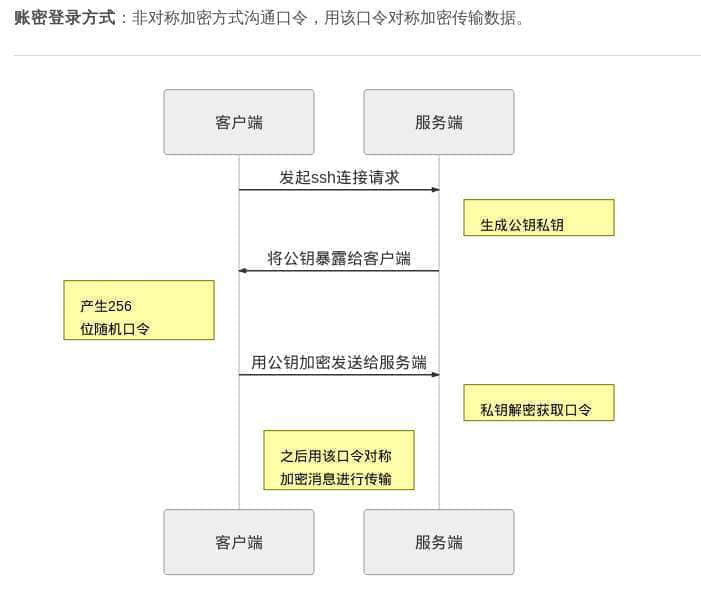 账密登录方式：非对称加密方式沟通口令，用该口令对称加密传输数据。
客户端
服务端
发起ssh连接请求
生成公钥私钥
将公钥暴露给客户端
产生256
位随机口令
用公钥加密发送给服务端
私钥解密获取口令
之后用该口令对称
加密消息进行传输
客户端
服务端